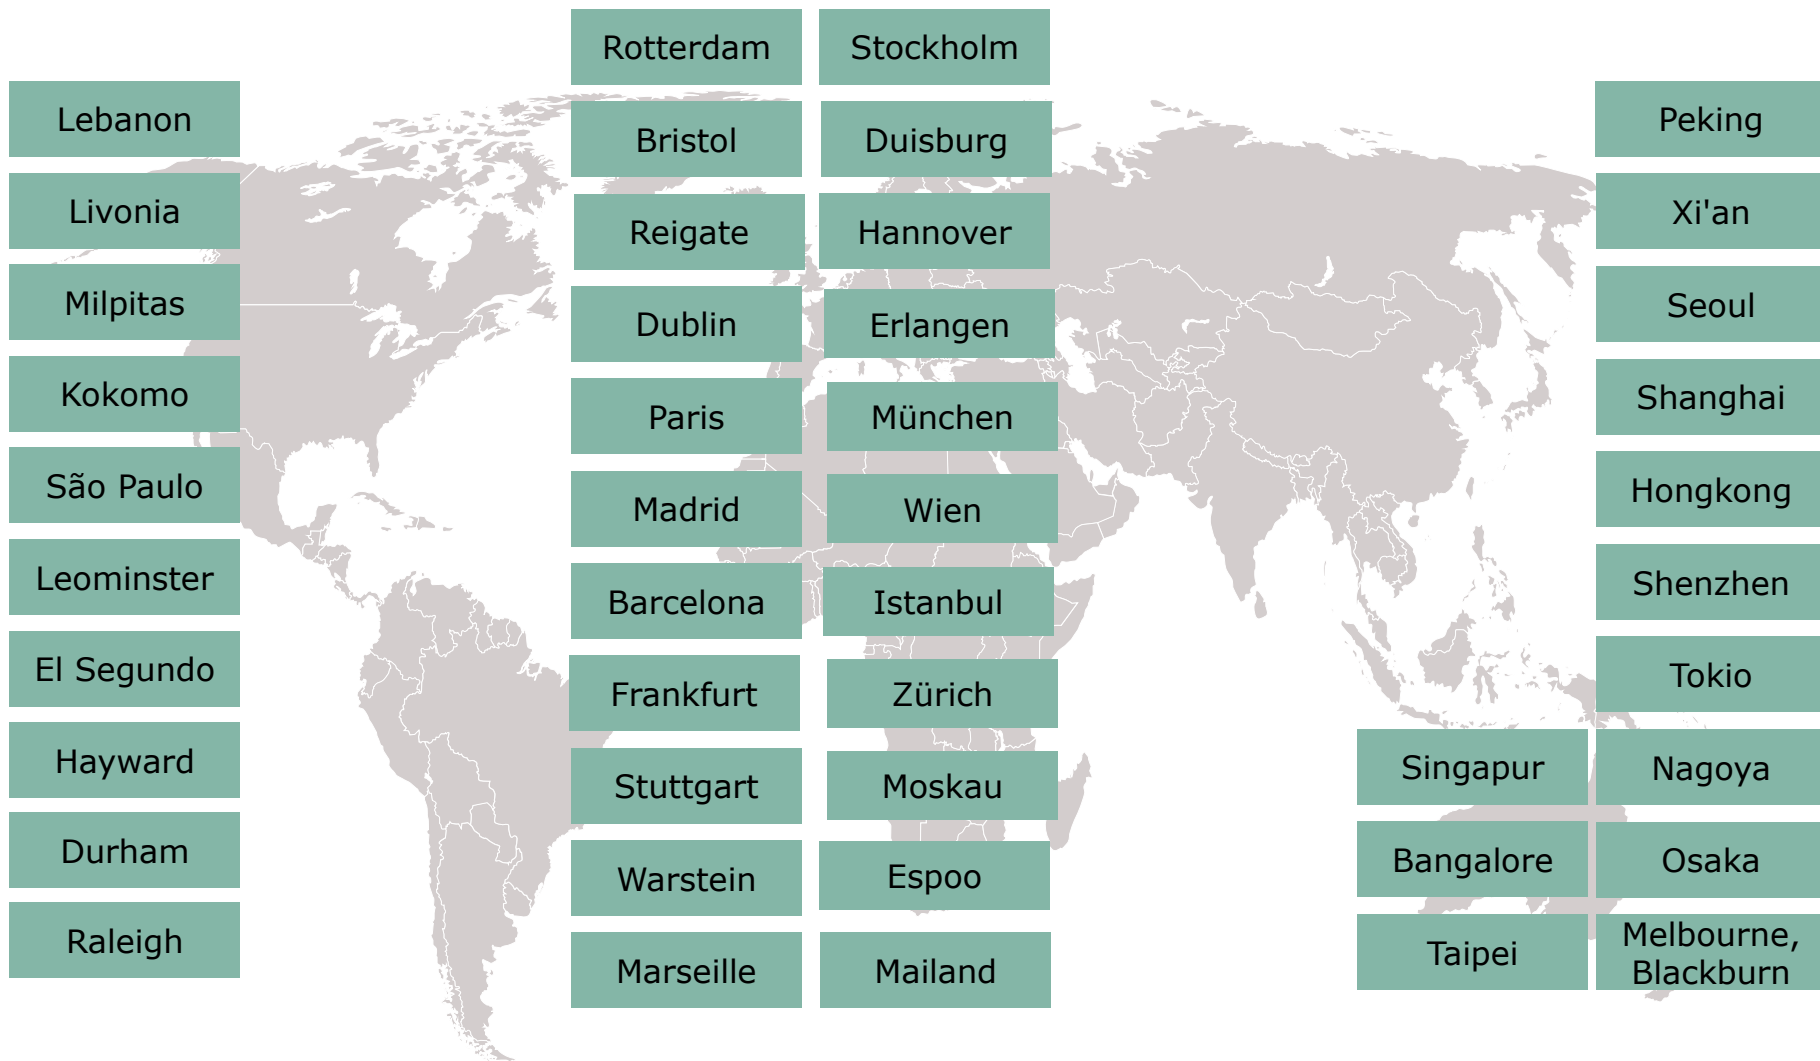 Lebanon
Livonia
Milpitas
Kokomo
São Paulo
Leominster
El Segundo
Hayward
Durham
Raleigh
Rotterdam
Bristol
Reigate
Dublin
Paris
Madrid
Barcelona
Frankfurt
Stuttgart
Warstein
Marseille
Stockholm
Duisburg
Hannover
Erlangen
München
Wien
Istanbul
Zürich
Moskau
Espoo
Mailand
Singapur
Bangalore
Taipei
Peking
Xi'an
Seoul
Shanghai
Hongkong
Shenzhen
Tokio
Nagoya
Osaka
Melbourne,
Blackburn